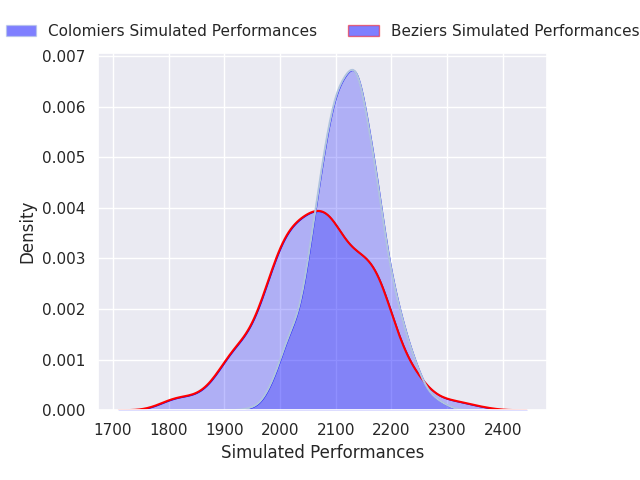 Colomiers Simulated Performances
Beziers Simulated Performances
0.007
0.006
0.005
0.004
0.003
0.002
0.001
0.000
Density
1700 1800 1900 2000 2100 2200 2300 2400
Simulated Performances